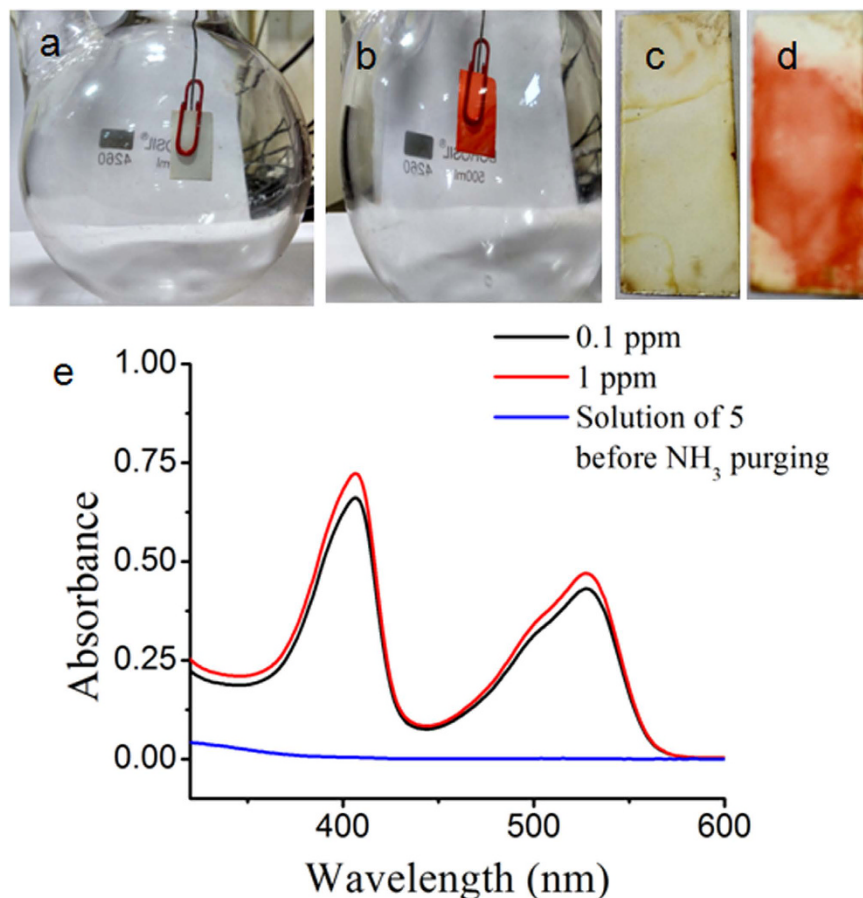 a
b
c
d
4260
ml
4260
500ml
e
0.1 ppm
1 ppm
Solution of 5
before NH₃ purging
1.00
0.75
0.50
0.25
0.00
Absorbance
400
500
600
Wavelength (nm)